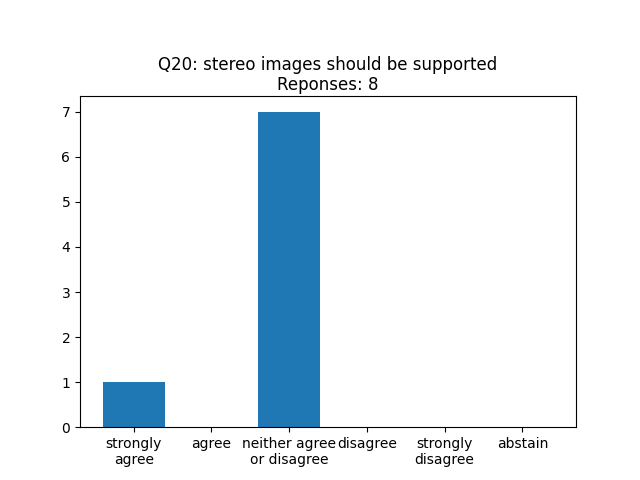 Q20: stereo images should be supported
Reponses: 8
7
6
5
4
3
2
1
0
strongly agree neither agree disagree strongly abstain
agree or disagree disagree